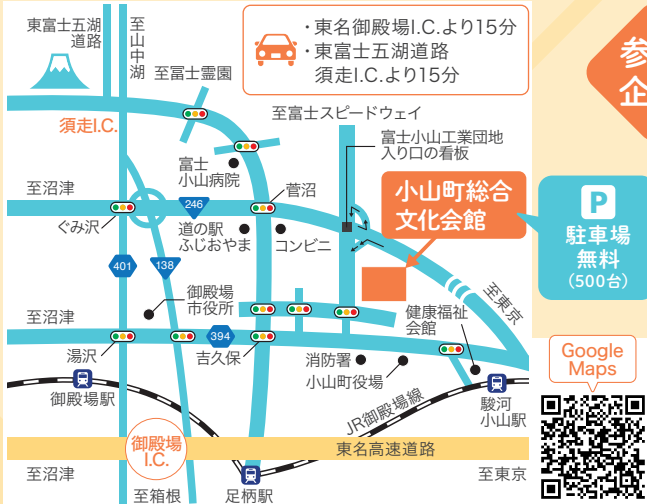 東富士五湖
道路
至山中湖
至富士霊園
・東名御殿場I.C.より15分
・東富士五湖道路
須走I.C.より15分
参
企
須走I.C.
至富士スピードウェイ
富士小山工業団地
入り口の看板
富士
小山病院
至沼津
菅沼
小山町総合
文化会館
P
駐車場
無料
(500台)
246
ぐみ沢
道の駅
ふじおやま
コンビニ
401
138
至東京
御殿場
市役所
健康福祉
会館
至沼津
394
湯沢
吉久保
消防署
小山町役場
Google
Maps
御殿場駅
JR御殿場線
駿河
小山駅
御殿場
I.C.
東名高速道路
至沼津
至東京
至箱根
足柄駅